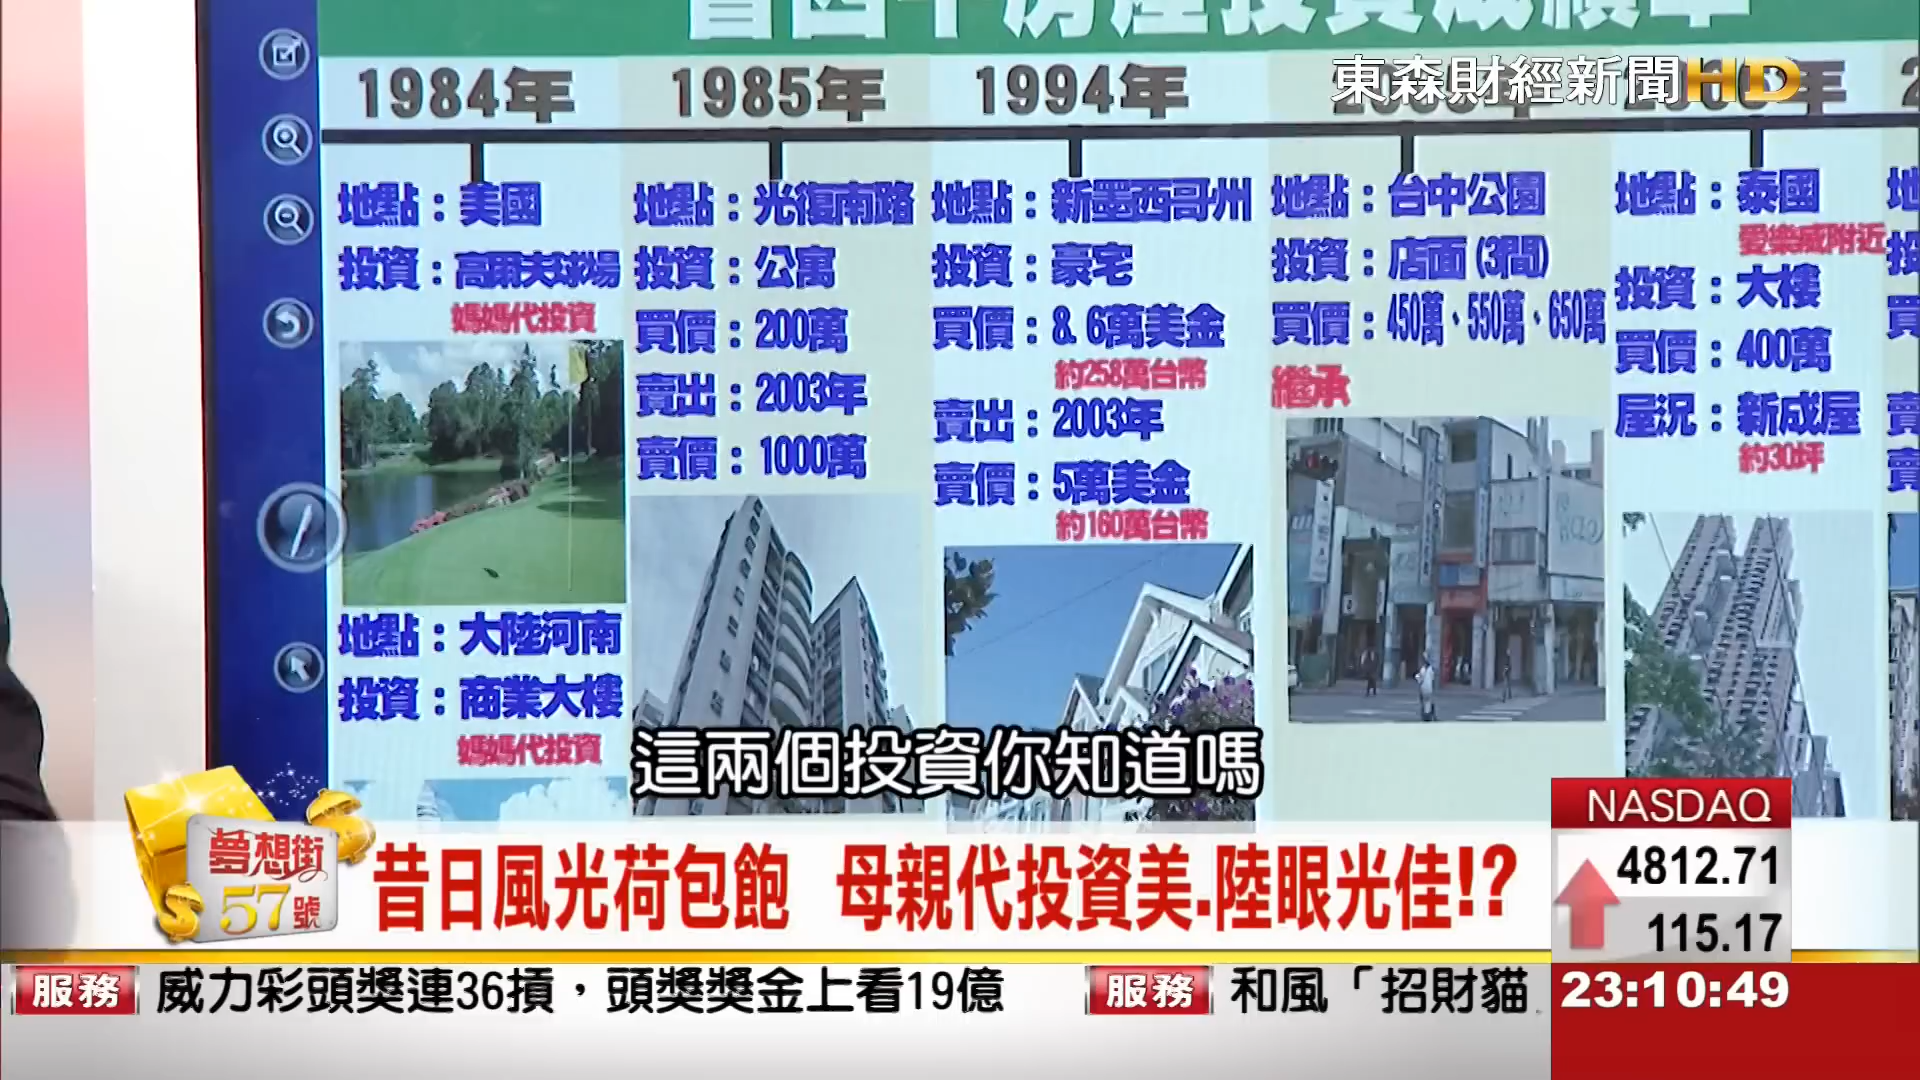 房產投資成績單
東森財經新聞HD
1984年
地點：美國
投資：高爾夫球場
媽媽代投資
地點：大陸河南
投資：商業大樓
媽媽代投資
1985年
地點：光復南路
投資：公寓
買價：200萬
賣出：2003年
賣價：1000萬
1994年
地點：新墨西哥州
投資：豪宅
買價：8.6萬美金
約258萬台幣
賣出：2003年
賣價：5萬美金
約160萬台幣
地點：台中公園
投資：店面(3間)
買價：450萬、550萬、650萬
繼承
地點：泰國
愛樂威附近
投資：大樓
買價：400萬
屋況：新成屋
約30坪
這兩個投資你知道嗎
夢想街
57號
昔日風光荷包飽 母親代投資美.陸眼光佳!?
NASDAQ
4812.71
115.17
服務 威力彩頭獎連36摃，頭獎獎金上看19億 服務 和風「招財貓
23:10:49